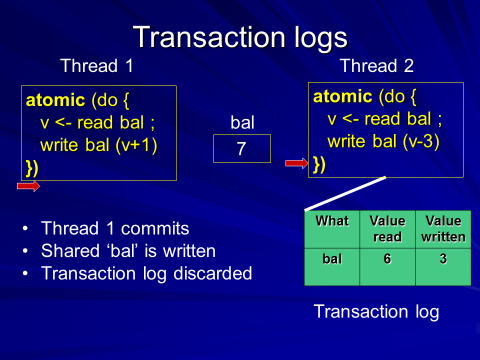 Transaction logs
Thread 1
atomic (do {
v <- read bal ;
write bal (v+1)
})
bal
7
Thread 2
atomic (do {
v <- read bal ;
write bal (v-3)
})
• Thread 1 commits
• Shared ‘bal’ is written
• Transaction log discarded
What Value read Value written
bal 6 3
Transaction log